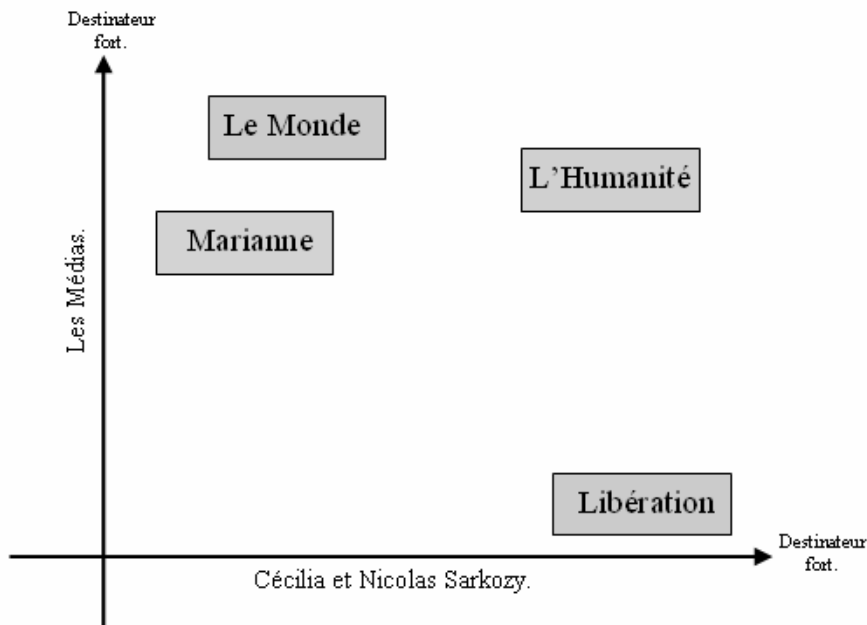 Destinateur
fort.
Le Monde
L'Humanité
Marianne
Les Médias.
Libération
Destinateur
fort.
Cécilia et Nicolas Sarkozy.